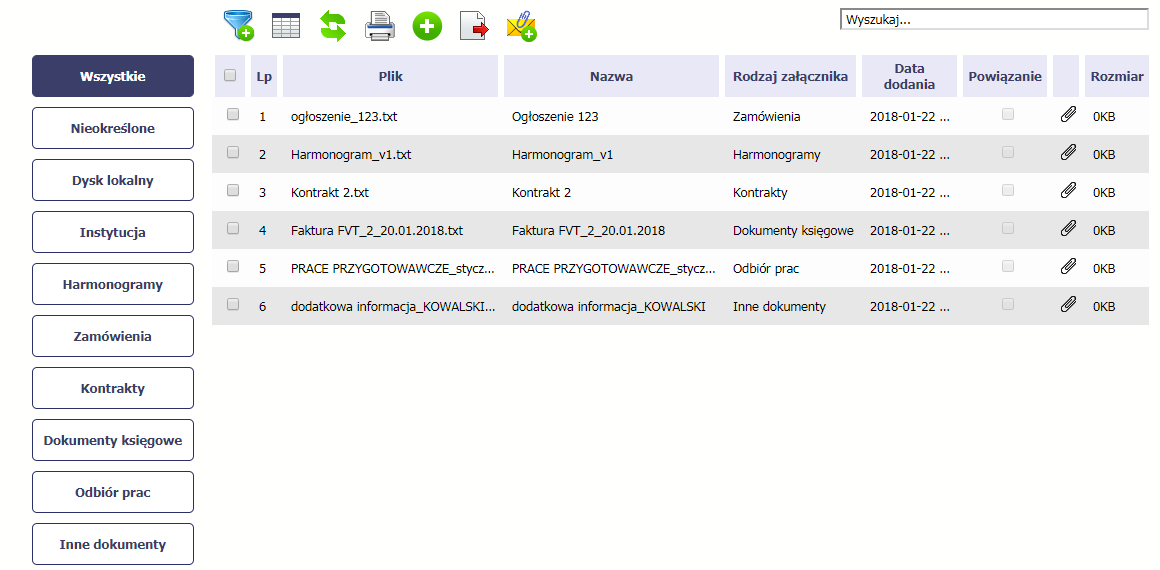 Wyszukaj...
Wszystkie
Nieokreślone
Dysk lokalny
Instytucja
Harmonogramy
Zamówienia
Kontrakty
Dokumenty księgowe
Odbiór prac
Inne dokumenty
Lp Plik Nazwa Rodzaj załącznika Data dodania Powiązanie Rozmiar
1 ogłoszenie_123.txt Ogłoszenie 123 Zamówienia 2018-01-22 ... 0KB
2 Harmonogram_v1.txt Harmonogram_v1 Harmonogramy 2018-01-22 ... 0KB
3 Kontrakt 2.txt Kontrakt 2 Kontrakty 2018-01-22 ... 0KB
4 Faktura FVT_2_20.01.2018.txt Faktura FVT_2_20.01.2018 Dokumenty księgowe 2018-01-22 ... 0KB
5 PRACE PRZYGOTOWAWCZE_stycz... PRACE PRZYGOTOWAWCZE_stycz... Odbiór prac 2018-01-22 ... 0KB
6 dodatkowa informacja_KOWALSKI... dodatkowa informacja_KOWALSKI Inne dokumenty 2018-01-22 ... 0KB